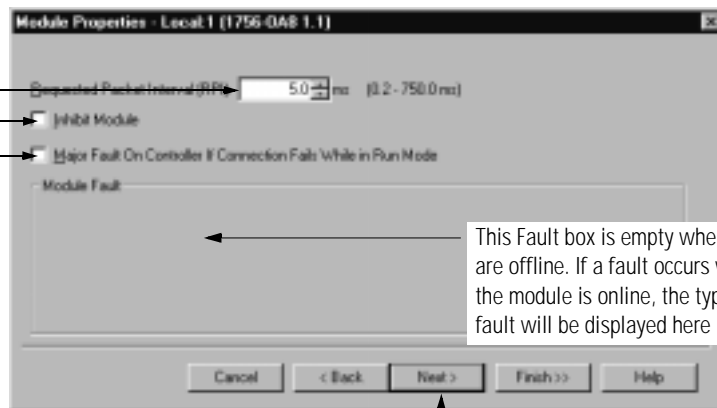 Module Properties - Local:1 (1756-OA8 1.1)
Requested Packet Interval (RPI) 5.0 ms (0.2 - 750.0 ms)
Inhibit Module
Major Fault On Controller If Connection Fails While in Run Mode
Module Fault
This Fault box is empty
are offline. If a fault occurs
the module is online, the
fault will be displayed here
Cancel < Back Next > Finish >> Help